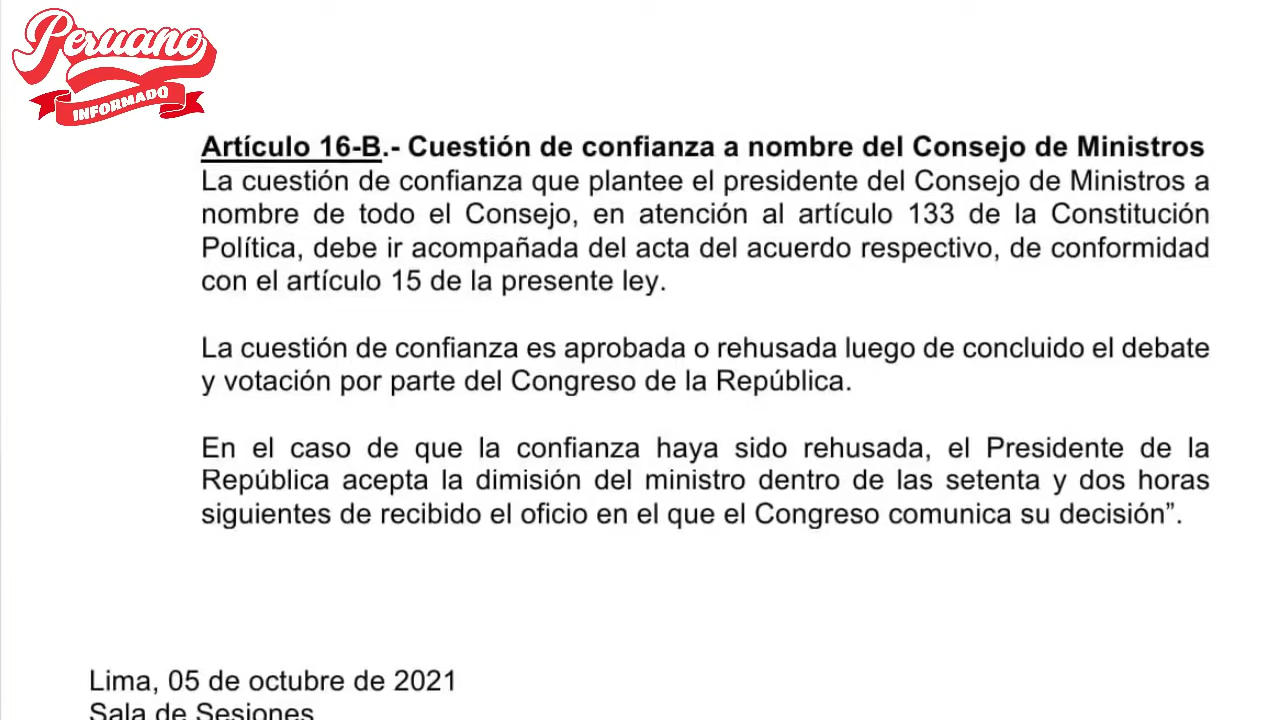 Peruano
INFORMADO
Artículo 16-B.- Cuestión de confianza a nombre del Consejo de Ministros
La cuestión de confianza que plantee el presidente del Consejo de Ministros a
nombre de todo el Consejo, en atención al artículo 133 de la Constitución
Política, debe ir acompañada del acta del acuerdo respectivo, de conformidad
con el artículo 15 de la presente ley.
La cuestión de confianza es aprobada o rehusada luego de concluido el debate
y votación por parte del Congreso de la República.
En el caso de que la confianza haya sido rehusada, el Presidente de la
República acepta la dimisión del ministro dentro de las setenta y dos horas
siguientes de recibido el oficio en el que el Congreso comunica su decisión”.
Lima, 05 de octubre de 2021
Sala de Sesiones